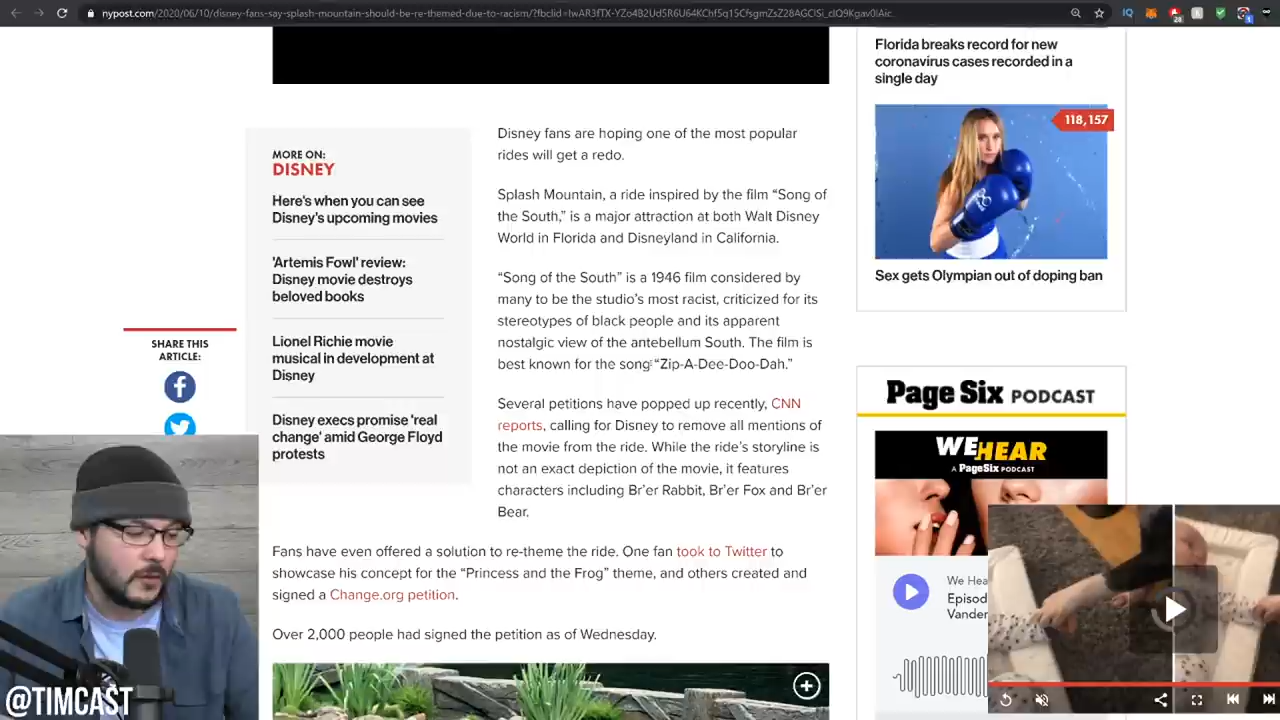 nypost.com/2020/06/10/disney-fans-say-splash-mountain-should-be-re-themed-due-to-racism/
Florida breaks record for new
coronavirus cases recorded in a
single day
118,157
Sex gets Olympian out of doping ban
MORE ON:
DISNEY
Here's when you can see
Disney's upcoming movies
'Artemis Fowl' review:
Disney movie destroys
beloved books
Lionel Richie movie
musical in development at
Disney
Disney execs promise 'real
change' amid George Floyd
protests
SHARE THIS
ARTICLE:
Disney fans are hoping one of the most popular
rides will get a redo.
Splash Mountain, a ride inspired by the film “Song of
the South,” is a major attraction at both Walt Disney
World in Florida and Disneyland in California.
“Song of the South” is a 1946 film considered by
many to be the studio’s most racist, criticized for its
stereotypes of black people and its apparent
nostalgic view of the antebellum South. The film is
best known for the song “Zip-A-Dee-Doo-Dah.”
Several petitions have popped up recently, CNN
reports, calling for Disney to remove all mentions of
the movie from the ride. While the ride’s storyline is
not an exact depiction of the movie, it features
characters including Br’er Rabbit, Br’er Fox and Br’er
Bear.
Fans have even offered a solution to re-theme the ride. One fan took to Twitter to
showcase his concept for the “Princess and the Frog” theme, and others created and
signed a Change.org petition.
Over 2,000 people had signed the petition as of Wednesday.
Page Six PODCAST
WE HEAR
A PageSix PODCAST
We Hea
Episod
Vander
@TIMCAST